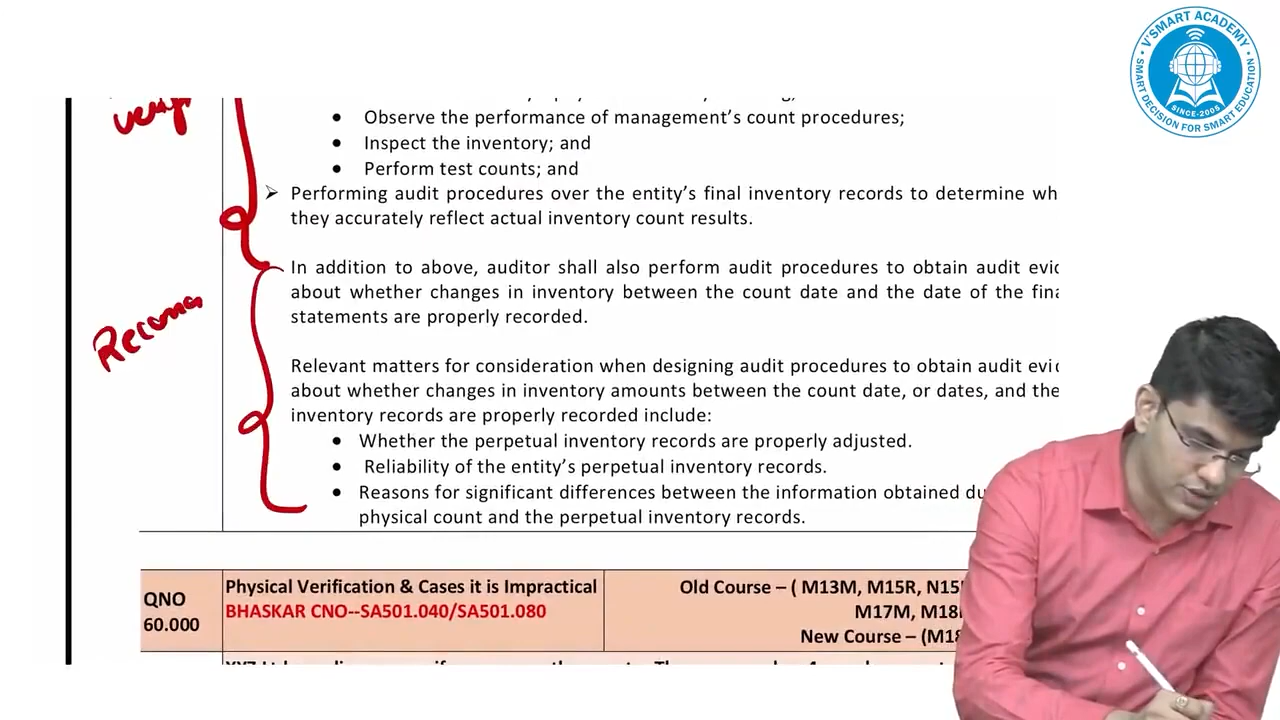 V'SMART ACADEMY
SINCE-2005
SMART DECISION FOR SMART EDUCATION
• Observe the performance of management's count procedures;
• Inspect the inventory; and
• Perform test counts; and
➢ Performing audit procedures over the entity's final inventory records to determine wh
they accurately reflect actual inventory count results.
In addition to above, auditor shall also perform audit procedures to obtain audit evid
about whether changes in inventory between the count date and the date of the fina
statements are properly recorded.
Relevant matters for consideration when designing audit procedures to obtain audit evid
about whether changes in inventory amounts between the count date, or dates, and the
inventory records are properly recorded include:
• Whether the perpetual inventory records are properly adjusted.
• Reliability of the entity's perpetual inventory records.
• Reasons for significant differences between the information obtained du
physical count and the perpetual inventory records.
QNO
60.000
Physical Verification & Cases it is Impractical
BHASKAR CNO--SA501.040/SA501.080
Old Course – ( M13M, M15R, N15
M17M, M18
New Course – (M18